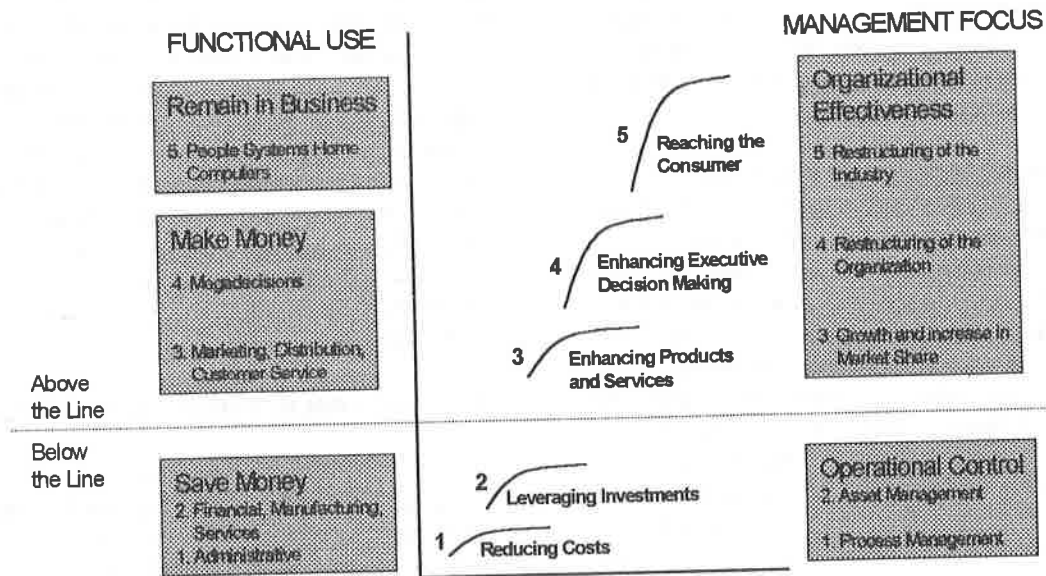 FUNCTIONAL USE
Remain in Business
5. People Systems Home
Computers
Make Money
4. Megadecisions
3. Marketing, Distribution,
Customer Service
Above
the Line
Below
the Line
Save Money
2. Financial, Manufacturing,
Services
1. Administrative
5
Reaching the
Consumer
4
Enhancing Executive
Decision Making
3
Enhancing Products
and Services
2
Leveraging Investments
1
Reducing Costs
MANAGEMENT FOCUS
Organizational
Effectiveness
5 Restructuring of the
Industry
4 Restructuring of the
Organization
3 Growth and increase in
Market Share
Operational Control
2. Asset Management
1. Process Management